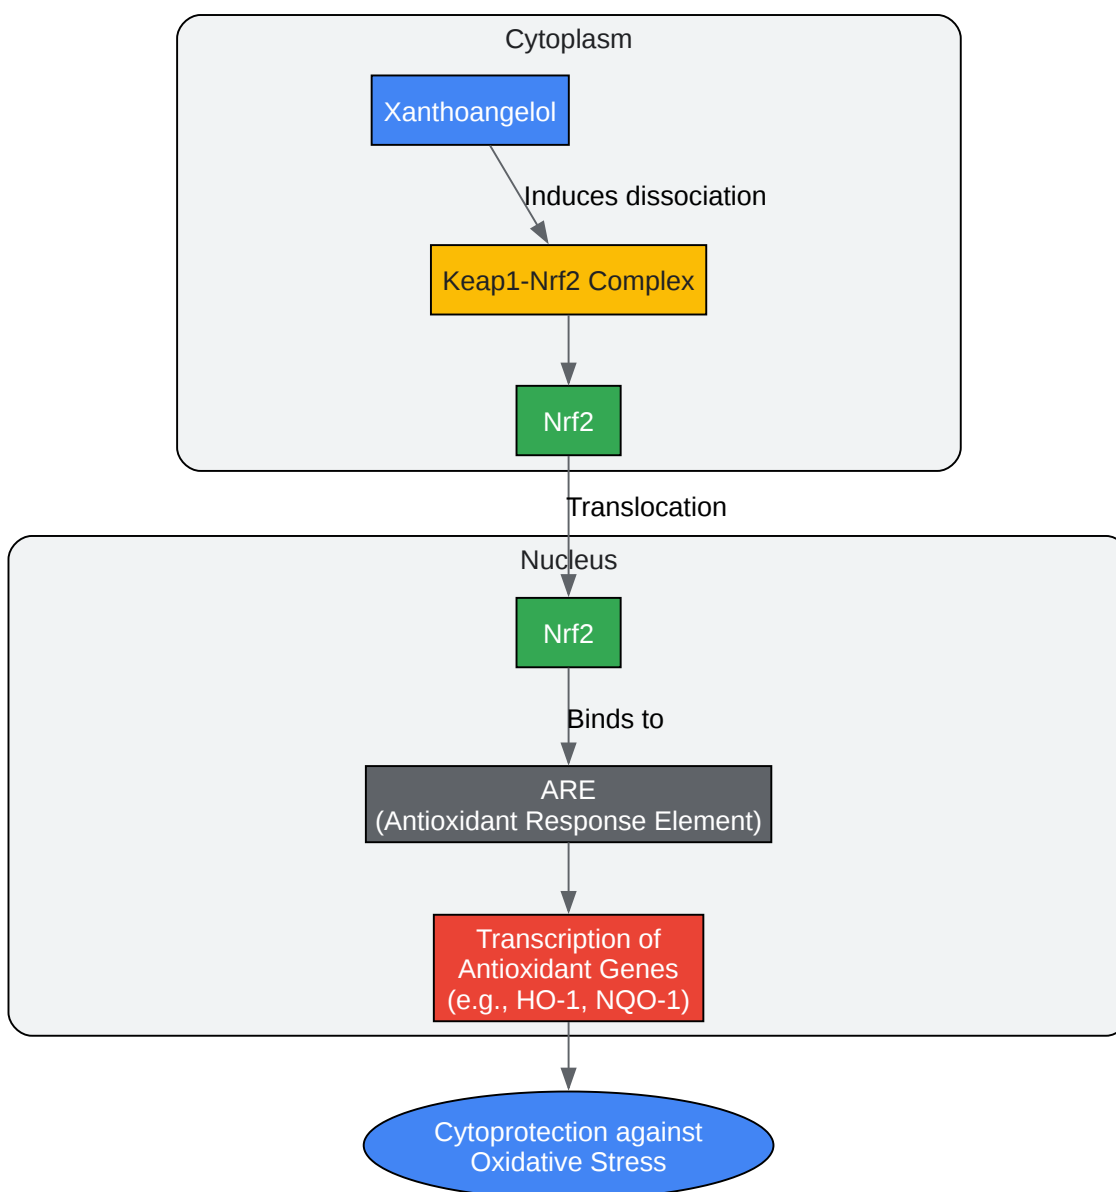 Cytoplasm
Xanthoangelol
Induces dissociation
Keap1-Nrf2 Complex
Nrf2
Translocation
Nucleus
Nrf2
Binds to
ARE
(Antioxidant Response Element)
Transcription of
Antioxidant Genes
(e.g., HO-1, NQO-1)
Cytoprotection against
Oxidative Stress